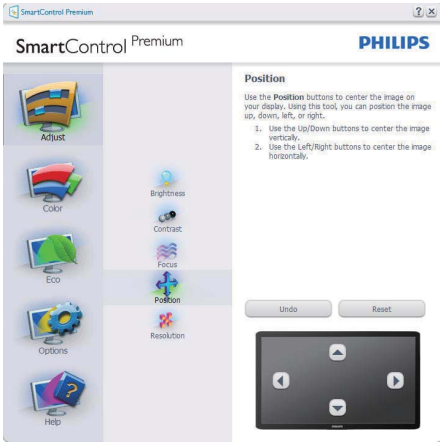 SmartControl Premium
? x
SmartControl Premium
PHILIPS
Adjust
Color
Eco
Options
Help
Brightness
Contrast
Focus
Position
Resolution
Position
Use the Position buttons to center the image on
your display. Using this tool, you can position the image
up, down, left, or right.
1. Use the Up/Down buttons to center the image
vertically.
2. Use the Left/Right buttons to center the image
horizontally.
Undo
Reset
PHILIPS